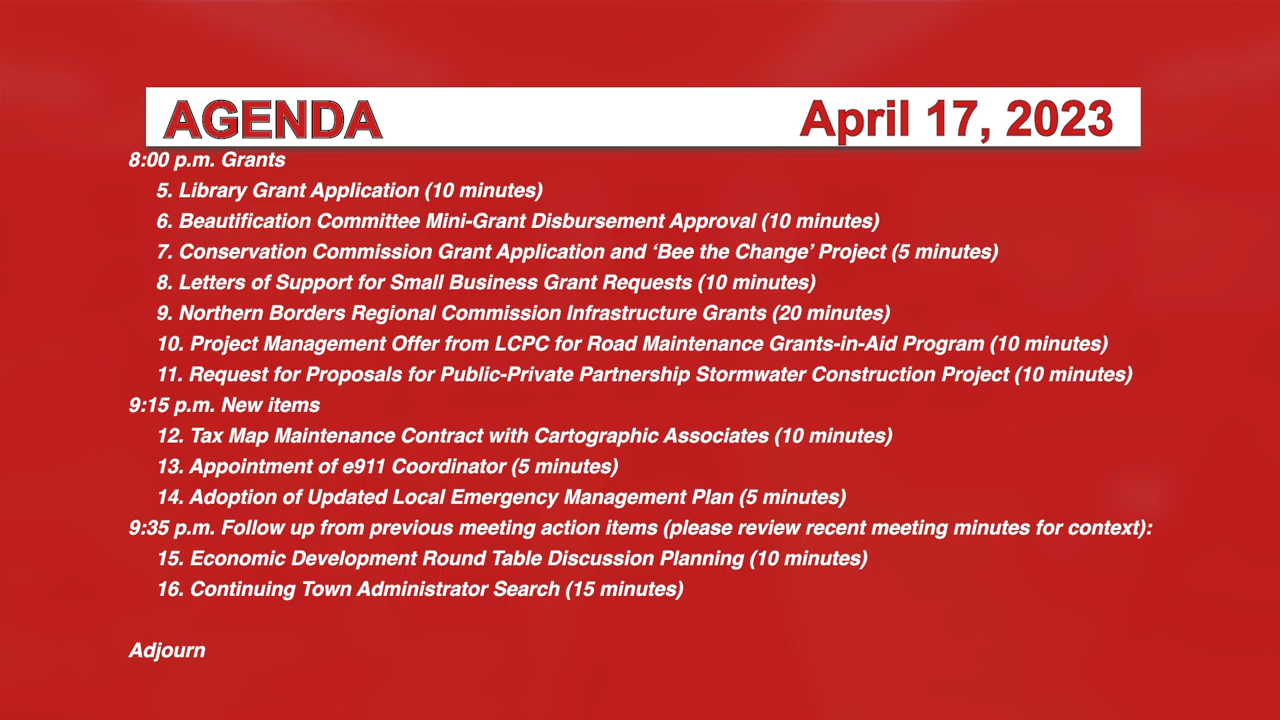 AGENDA April 17, 2023
8:00 p.m. Grants
5. Library Grant Application (10 minutes)
6. Beautification Committee Mini-Grant Disbursement Approval (10 minutes)
7. Conservation Commission Grant Application and ‘Bee the Change’ Project (5 minutes)
8. Letters of Support for Small Business Grant Requests (10 minutes)
9. Northern Borders Regional Commission Infrastructure Grants (20 minutes)
10. Project Management Offer from LCPC for Road Maintenance Grants-in-Aid Program (10 minutes)
11. Request for Proposals for Public-Private Partnership Stormwater Construction Project (10 minutes)
9:15 p.m. New items
12. Tax Map Maintenance Contract with Cartographic Associates (10 minutes)
13. Appointment of e911 Coordinator (5 minutes)
14. Adoption of Updated Local Emergency Management Plan (5 minutes)
9:35 p.m. Follow up from previous meeting action items (please review recent meeting minutes for context):
15. Economic Development Round Table Discussion Planning (10 minutes)
16. Continuing Town Administrator Search (15 minutes)
Adjourn